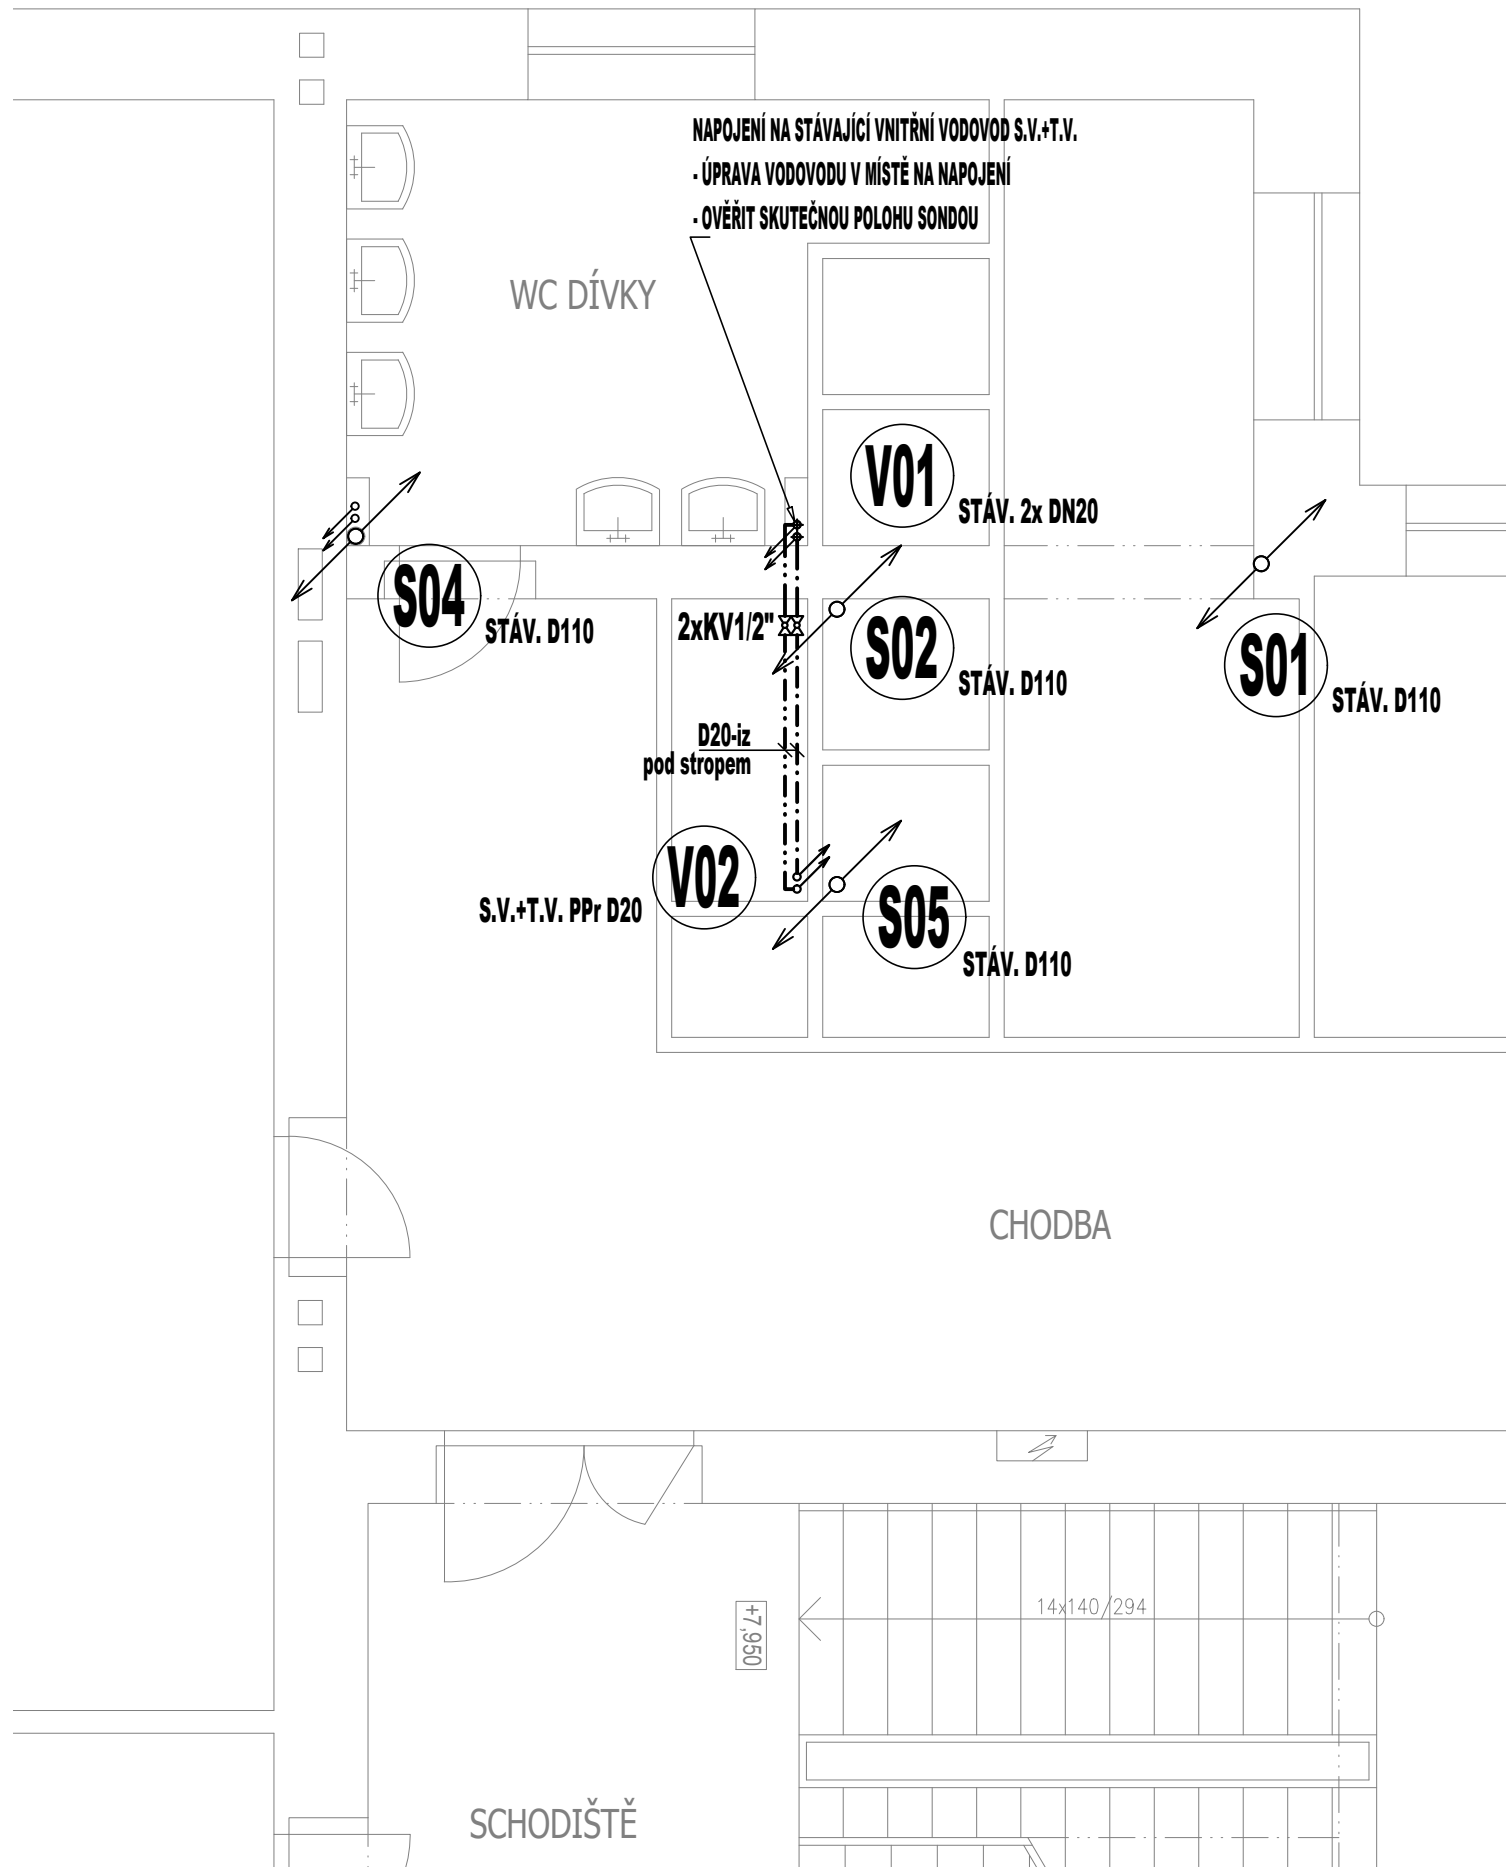 NAPOJENÍ NA STÁVAJÍCÍ VNITŘNÍ VODOVOD S.V.+T.V.
- ÚPRAVA VODOVODU V MÍSTĚ NA NAPOJENÍ
- OVĚŘIT SKUTEČNOU POLOHU SONDOU
WC DÍVKY
V01
STÁV. 2x DN20
S04
STÁV. D110
2xKV1/2"
S02
STÁV. D110
S01
STÁV. D110
D20-iz
pod stropem
V02
S.V.+T.V. PPr D20
S05
STÁV. D110
CHODBA
14x140/294
+7,950
SCHODIŠTĚ